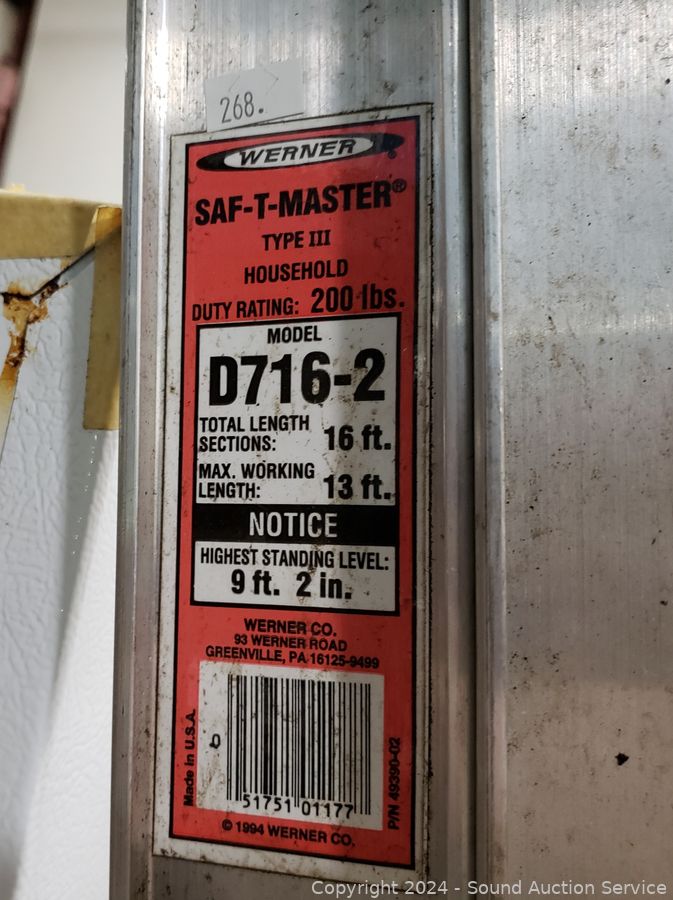 268.
WERNER
SAF-T-MASTER®
TYPE III
HOUSEHOLD
DUTY RATING: 200 lbs.
MODEL
D716-2
TOTAL LENGTH
SECTIONS: 16 ft.
MAX. WORKING
LENGTH: 13 ft.
NOTICE
HIGHEST STANDING LEVEL:
9 ft. 2 in.
WERNER CO.
93 WERNER ROAD
GREENVILLE, PA 16125-9499
Made in U.S.A.
0
51751 01177
P/N 49390-02
© 1994 WERNER CO.
Copyright 2024 - Sound Auction Service